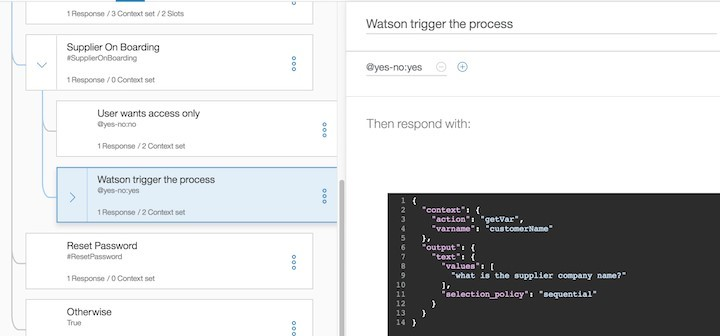 1 Response / 3 Context set / 2 Slots
Supplier On Boarding
#SupplierOnBoarding
1 Response / 0 Context set
User wants access only
@yes-no:no
1 Response / 2 Context set
Watson trigger the process
@yes-no:yes
1 Response / 2 Context set
Reset Password
#ResetPassword
1 Response / 0 Context set
Otherwise
True
Watson trigger the process
@yes-no:yes
Then respond with:
1 {
2 "context": {
3 "action": "getVar",
4 "varname": "customerName"
5 },
6 "output": {
7 "text": {
8 "values": [
9 "what is the supplier company name?"
10 ],
11 "selection_policy": "sequential"
12 }
13 }
14 }